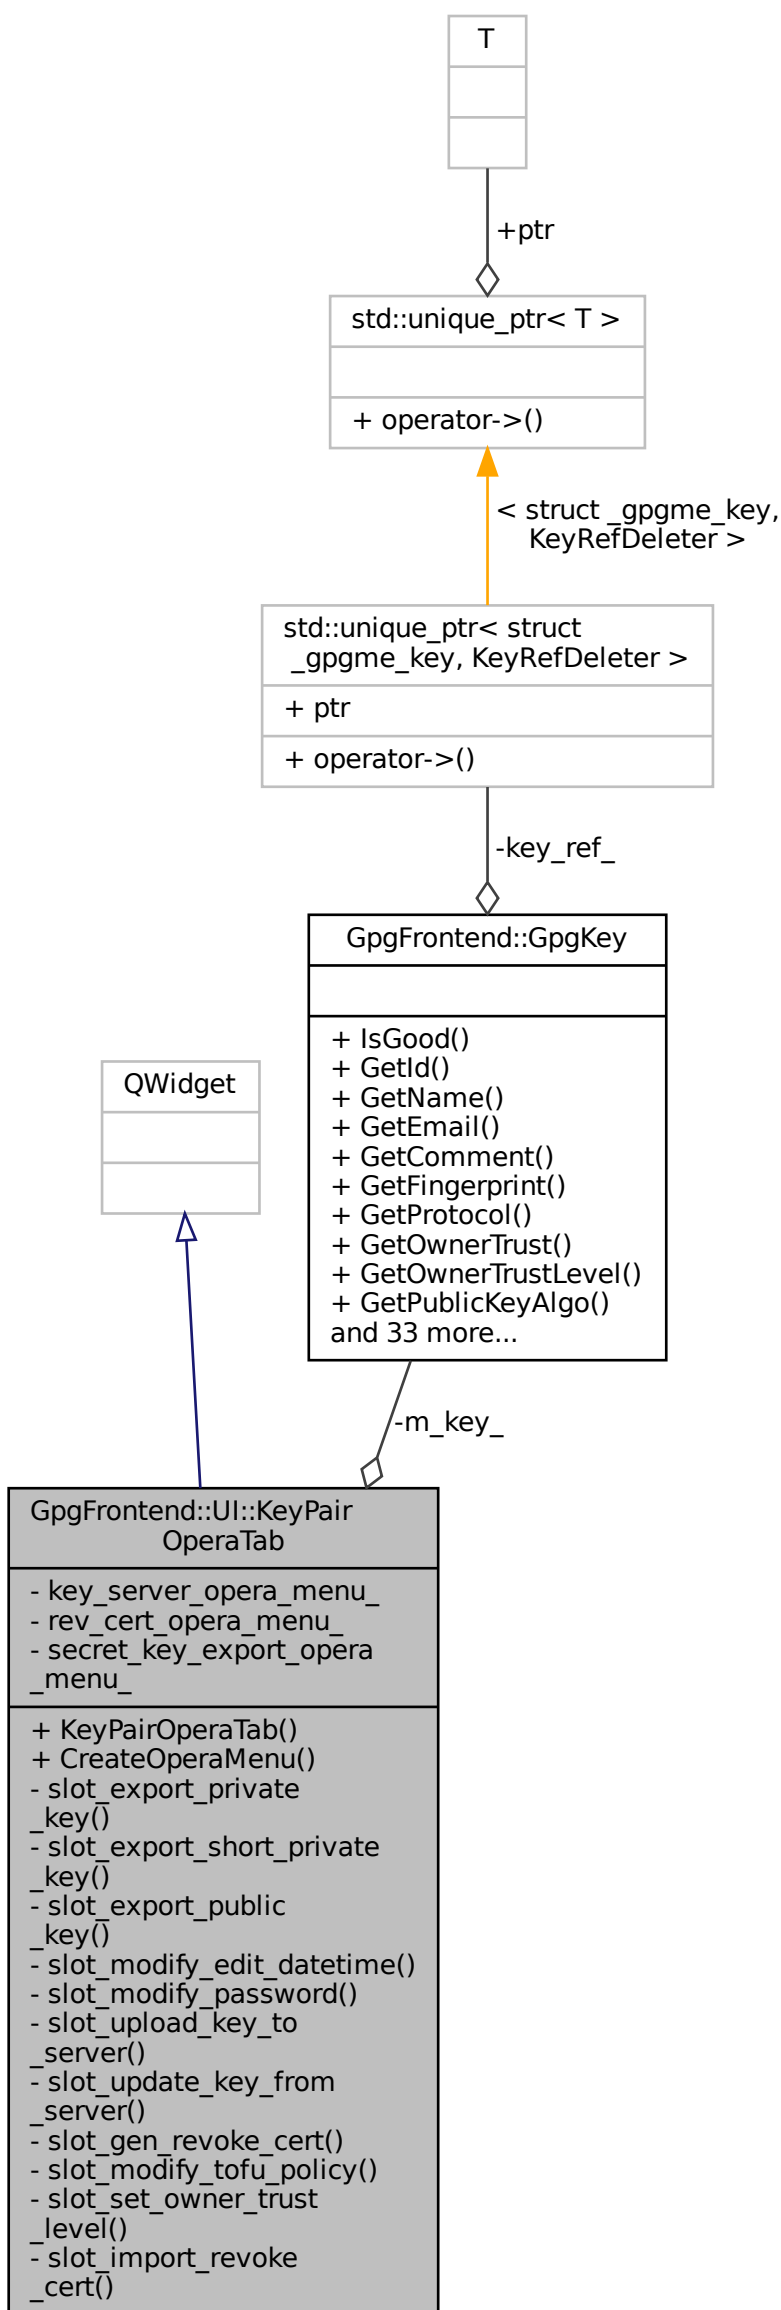 T
+ptr
std::unique_ptr< T >
+ operator->()
< struct _gpgme_key,
KeyRefDeleter >
std::unique_ptr< struct
_gpgme_key, KeyRefDeleter >
+ ptr
+ operator->()
-key_ref_
GpgFrontend::GpgKey
+ IsGood()
+ GetId()
+ GetName()
+ GetEmail()
+ GetComment()
+ GetFingerprint()
+ GetProtocol()
+ GetOwnerTrust()
+ GetOwnerTrustLevel()
+ GetPublicKeyAlgo()
and 33 more...
QWidget
-m_key_
GpgFrontend::UI::KeyPair
OperaTab
- key_server_opera_menu_
- rev_cert_opera_menu_
- secret_key_export_opera
_menu_
+ KeyPairOperaTab()
+ CreateOperaMenu()
- slot_export_private
_key()
- slot_export_short_private
_key()
- slot_export_public
_key()
- slot_modify_edit_datetime()
- slot_modify_password()
- slot_upload_key_to
_server()
- slot_update_key_from
_server()
- slot_gen_revoke_cert()
- slot_modify_tofu_policy()
- slot_set_owner_trust
_level()
- slot_import_revoke
_cert()